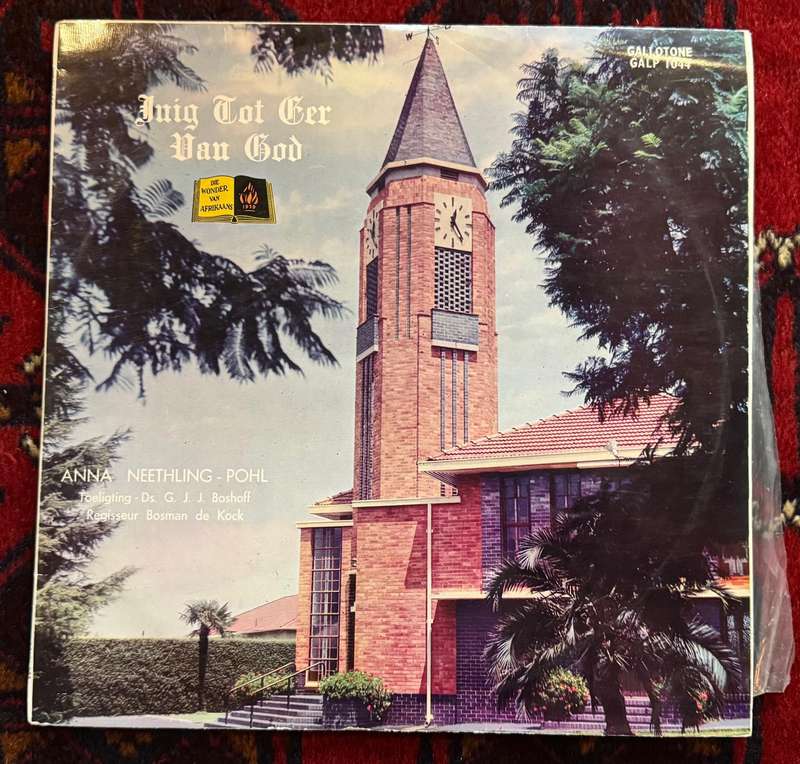 W
GALLOTONE
GALP 1044
Juig Tot Eer
Van God
DIE
WONDER
VAN
AFRIKAANS
1959
ANNA NEETHLING - POHL
Toeligting - Ds. G. J. J. Boshoff
Regisseur Bosman de Kock